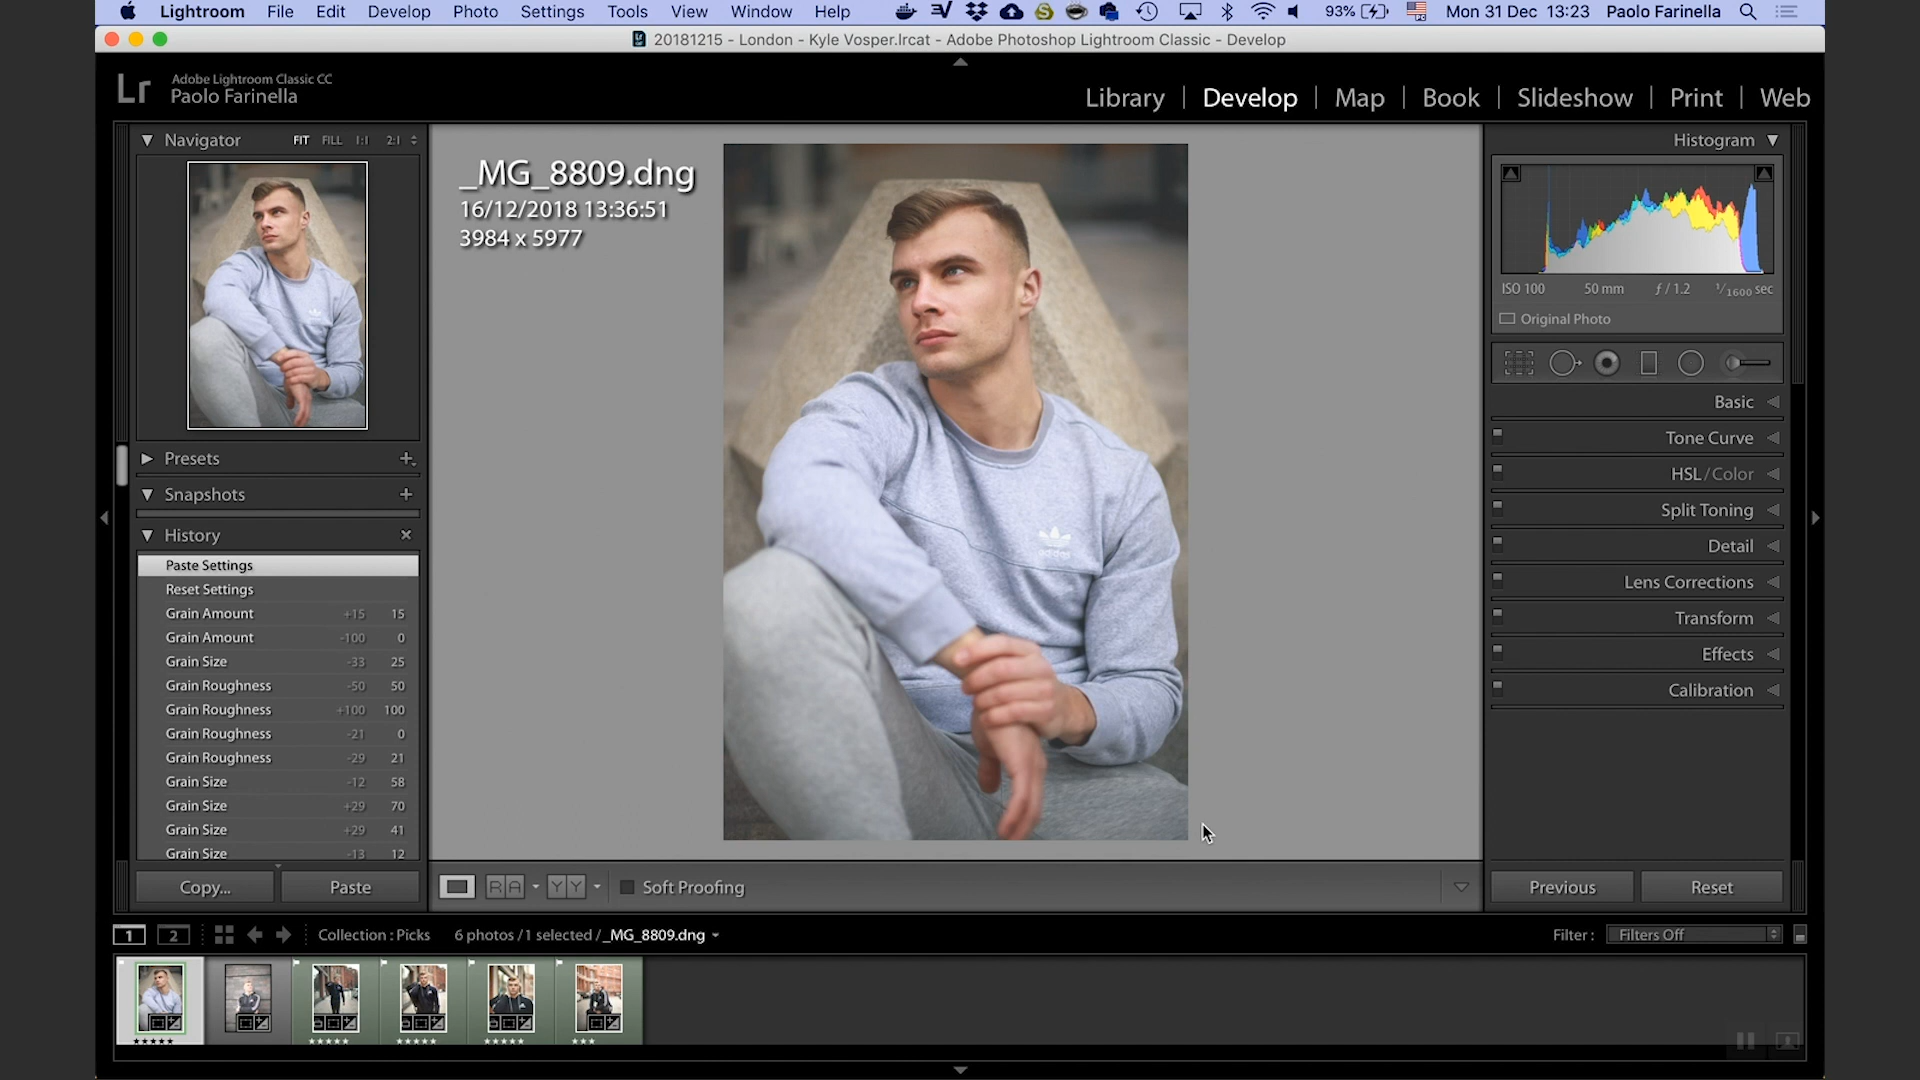 Lightroom File Edit Develop Photo Settings Tools View Window Help 93% Mon 31 Dec 13:23 Paolo Farinella
20181215 - London - Kyle Vosper.lrcat - Adobe Photoshop Lightroom Classic - Develop
Lr
Adobe Lightroom Classic CC
Paolo Farinella
Library | Develop | Map | Book | Slideshow | Print | Web
Navigator FIT FILL 1:1 2:1
Presets
Snapshots
History
Paste Settings
Reset Settings
Grain Amount +15 15
Grain Amount -100 0
Grain Size -33 25
Grain Roughness -50 50
Grain Roughness +100 100
Grain Roughness -21 0
Grain Roughness -29 21
Grain Size -12 58
Grain Size +29 70
Grain Size +29 41
Grain Size -13 12
Copy... Paste
_MG_8809.dng
16/12/2018 13:36:51
3984 x 5977
adidas
RA YY Soft Proofing
Histogram
ISO 100 50 mm ƒ / 1.2 1/1600 sec
Original Photo
Basic
Tone Curve
HSL / Color
Split Toning
Detail
Lens Corrections
Transform
Effects
Calibration
Previous Reset
1 2 Collection : Picks 6 photos / 1 selected / _MG_8809.dng Filter : Filters Off